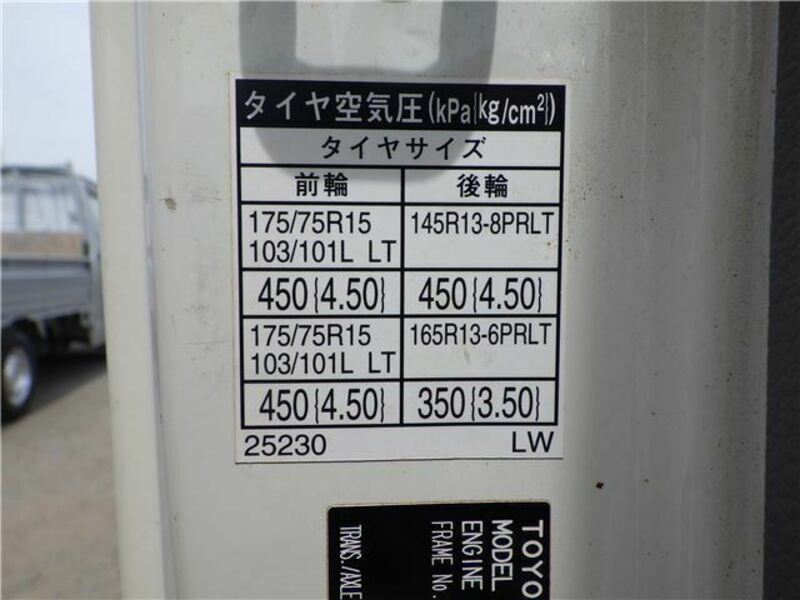 タイヤ空気圧(kPa{kg/cm²})
タイヤサイズ
前輪 後輪
175/75R15 145R13-8PRLT
103/101L LT
450{4.50} 450{4.50}
175/75R15 165R13-6PRLT
103/101L LT
450{4.50} 350{3.50}
25230 LW
TOYO
MODEL
ENGINE
FRAME No.
TRANS./AXLE